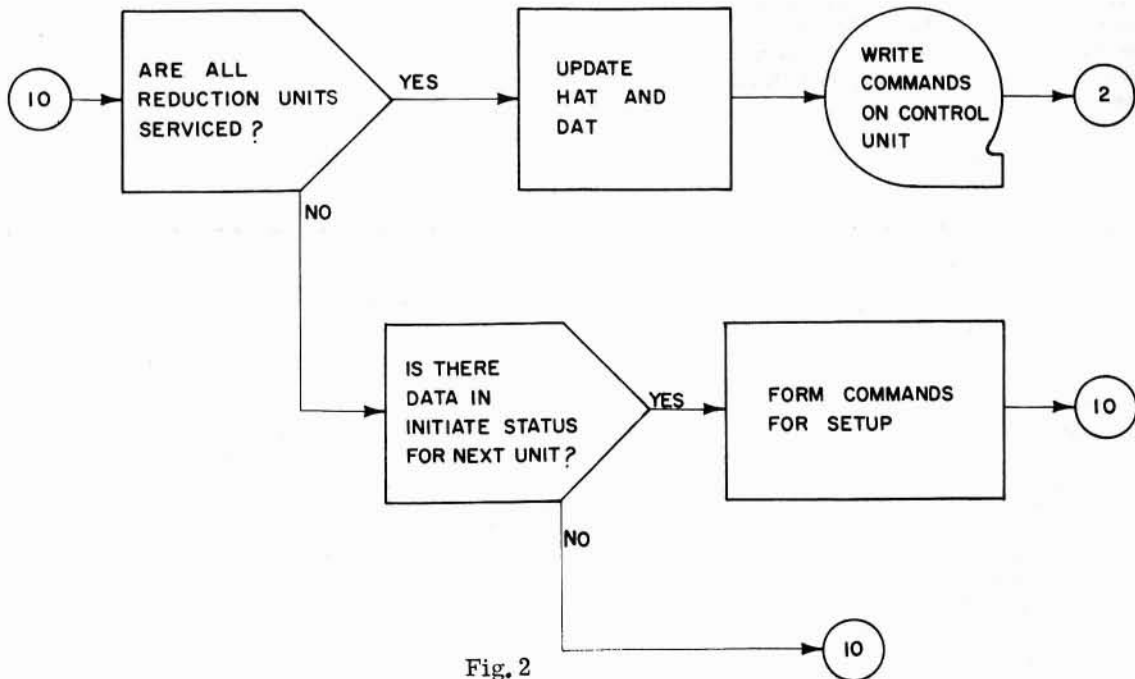 10
ARE ALL
REDUCTION UNITS
SERVICED?
YES
NO
UPDATE
HAT AND
DAT
WRITE
COMMANDS
ON CONTROL
UNIT
2
IS THERE
DATA IN
INITIATE STATUS
FOR NEXT UNIT?
YES
NO
FORM COMMANDS
FOR SETUP
10
10
Fig. 2